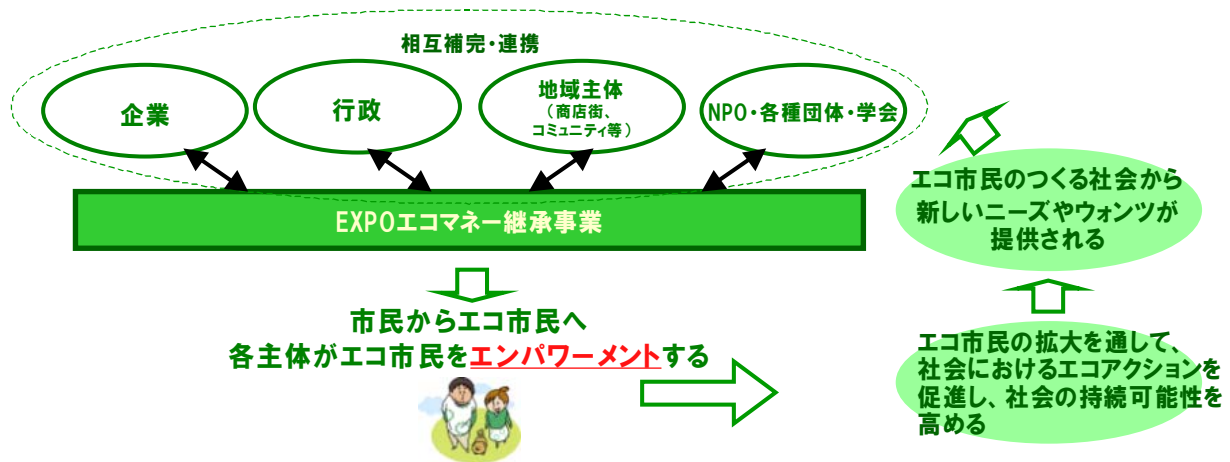 相互補完・連携
企業
行政
地域主体
(商店街、
コミュニティ等)
NPO・各種団体・学会
EXPOエコマネー継承事業
市民からエコ市民へ
各主体がエコ市民をエンパワーメントする
エコ市民のつくる社会から
新しいニーズやウォンツが
提供される
エコ市民の拡大を通して、
社会におけるエコアクションを
促進し、社会の持続可能性を
高める